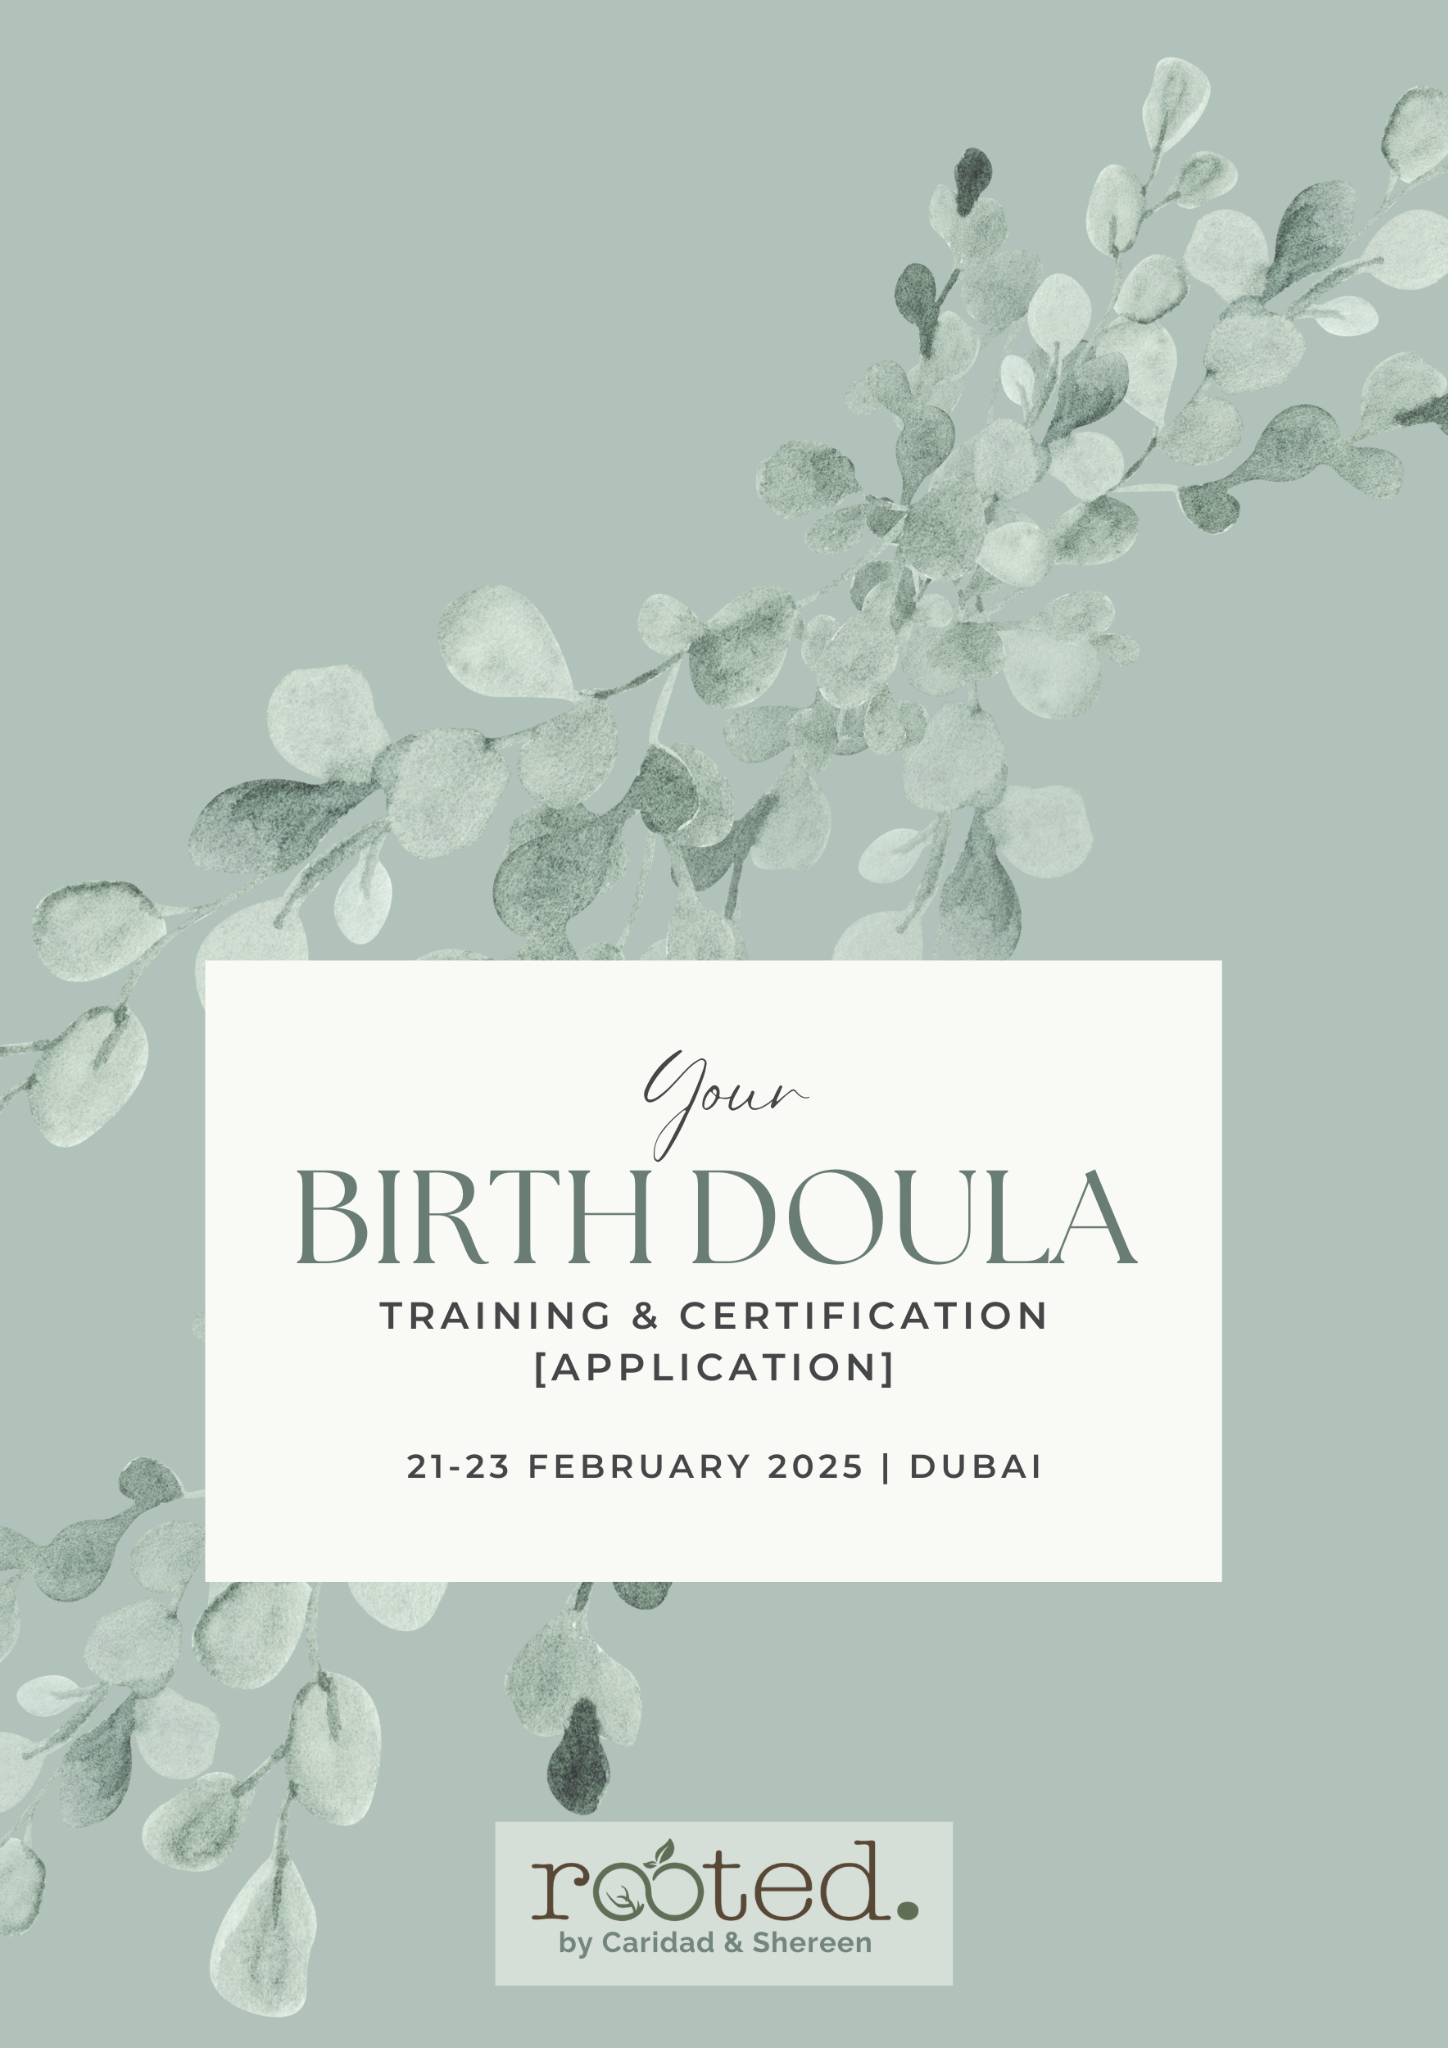 Your
BIRTH DOULA
TRAINING & CERTIFICATION
[APPLICATION]
21-23 FEBRUARY 2025 | DUBAI
rooted.
by Caridad & Shereen